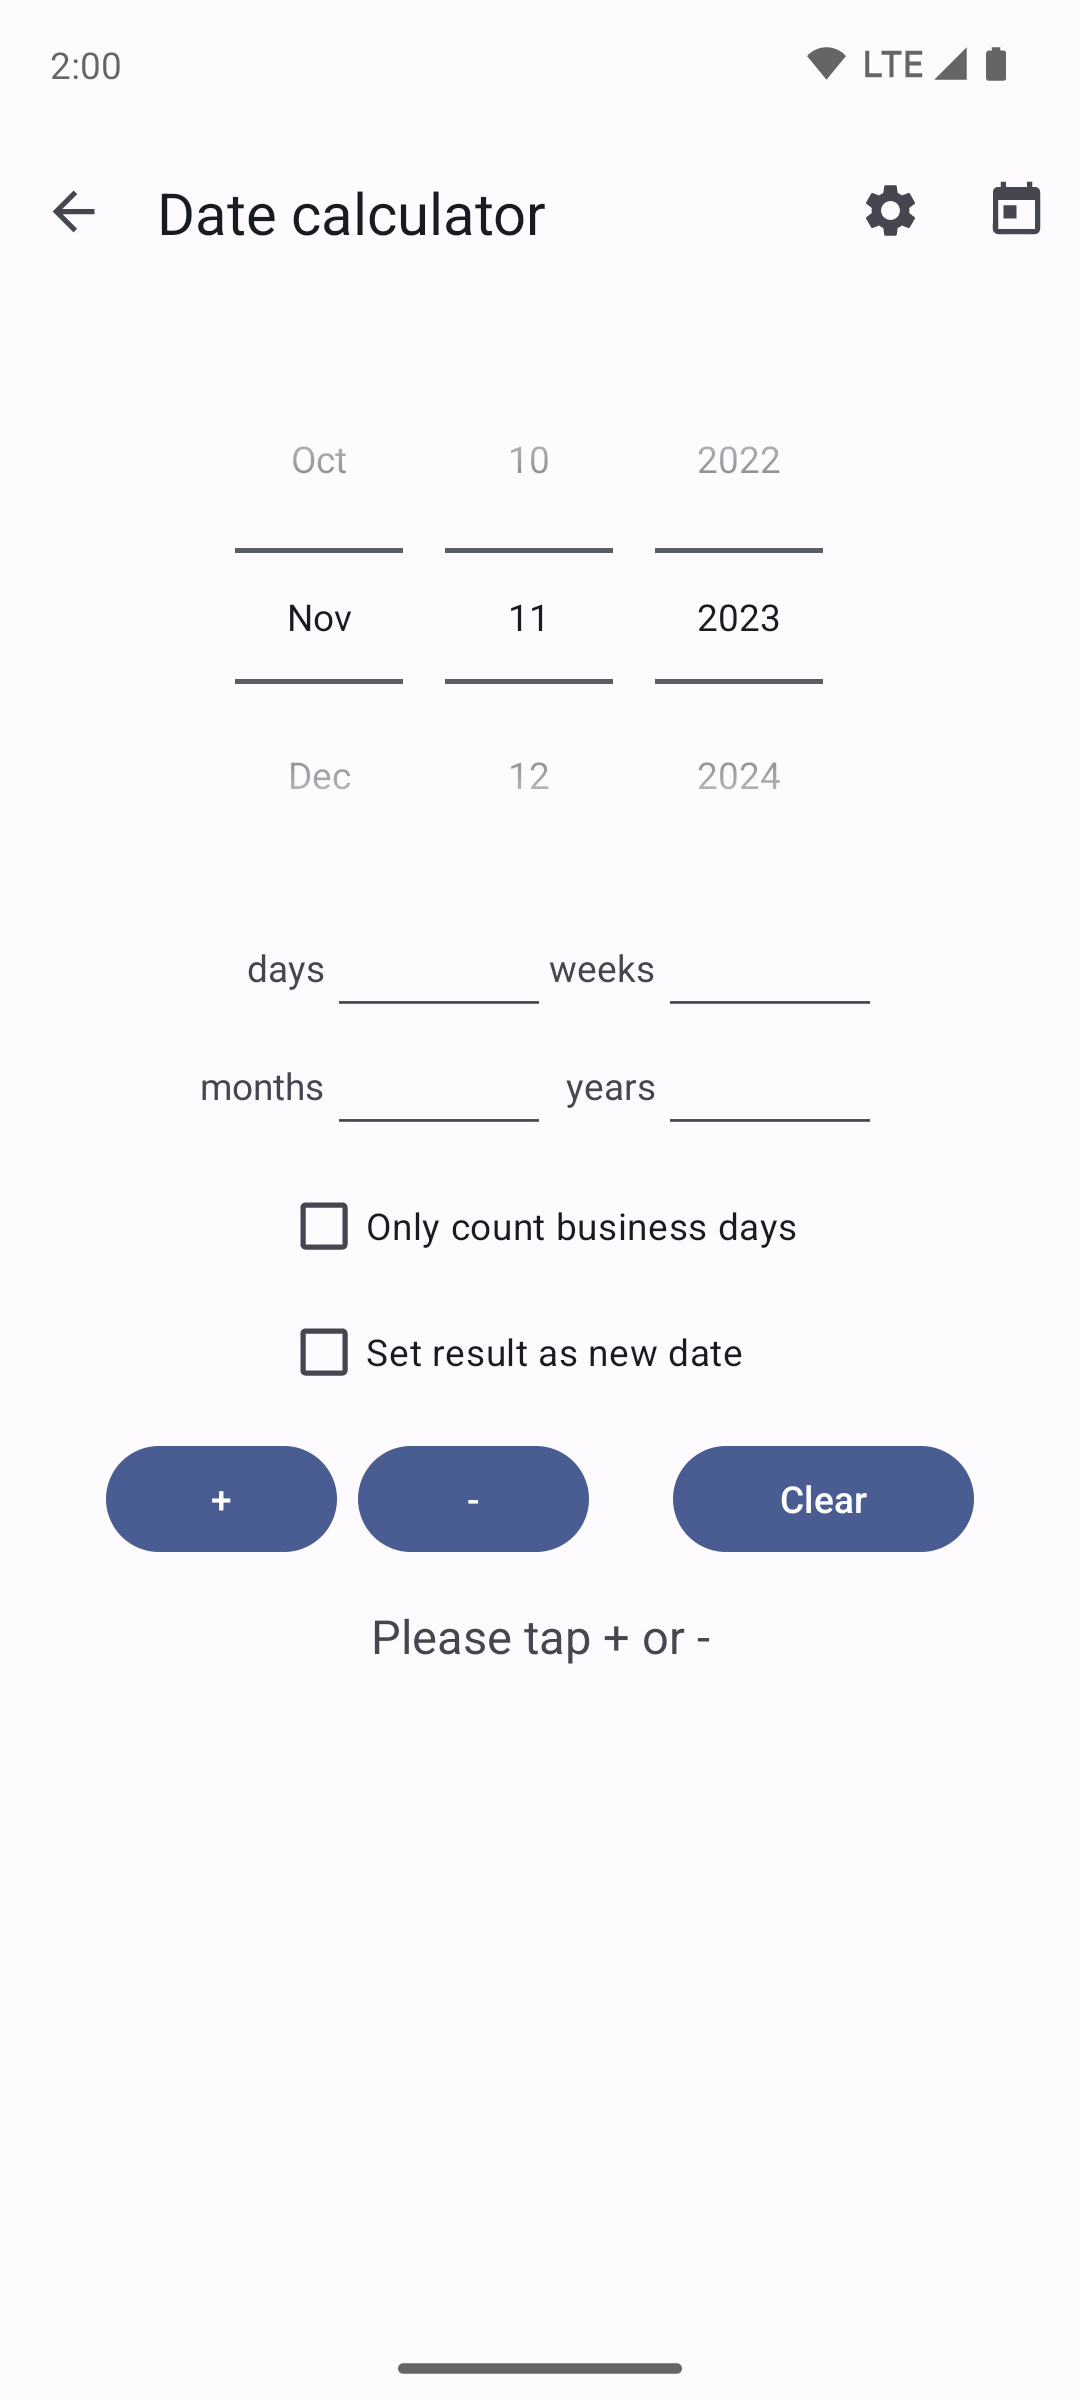 2:00 LTE
Date calculator
Oct 10 2022
Nov 11 2023
Dec 12 2024
days weeks
months years
Only count business days
Set result as new date
+ - Clear
Please tap + or -